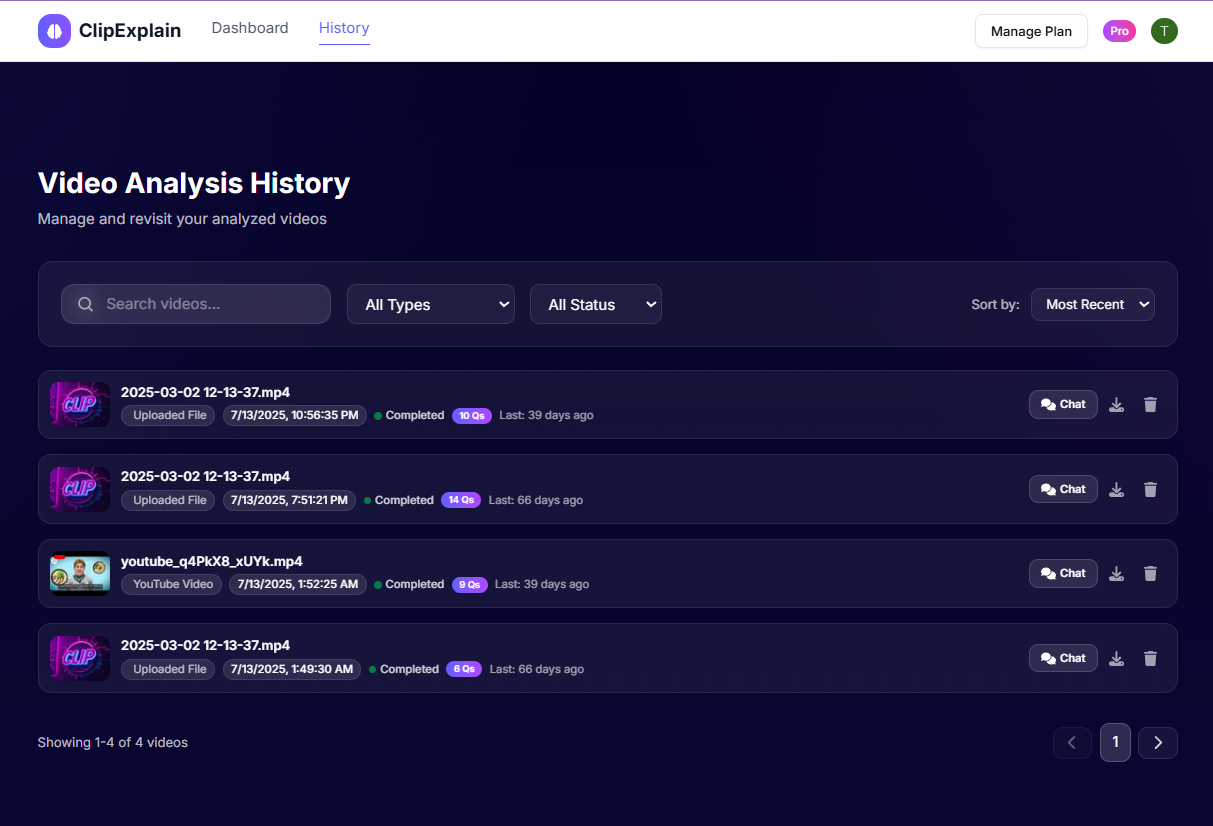 ClipExplain Dashboard History Manage Plan Pro T
Video Analysis History
Manage and revisit your analyzed videos
Search videos... All Types All Status Sort by: Most Recent
CLIP
2025-03-02 12-13-37.mp4
Uploaded File 7/13/2025, 10:56:35 PM Completed 10 Qs Last: 39 days ago
Chat
CLIP
2025-03-02 12-13-37.mp4
Uploaded File 7/13/2025, 7:51:21 PM Completed 14 Qs Last: 66 days ago
Chat
youtube_q4PkX8_xUYk.mp4
YouTube Video 7/13/2025, 1:52:25 AM Completed 9 Qs Last: 39 days ago
Chat
CLIP
2025-03-02 12-13-37.mp4
Uploaded File 7/13/2025, 1:49:30 AM Completed 6 Qs Last: 66 days ago
Chat
Showing 1-4 of 4 videos 1